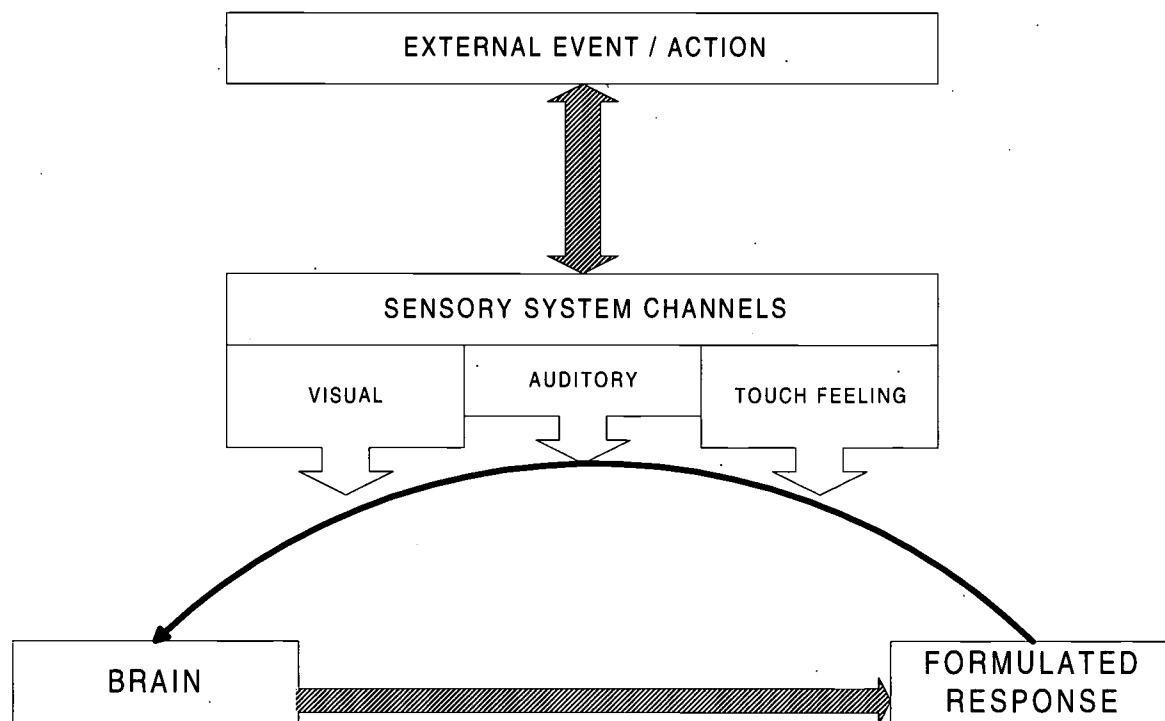 EXTERNAL EVENT / ACTION
SENSORY SYSTEM CHANNELS
VISUAL
AUDITORY
TOUCH FEELING
BRAIN
FORMULATED
RESPONSE